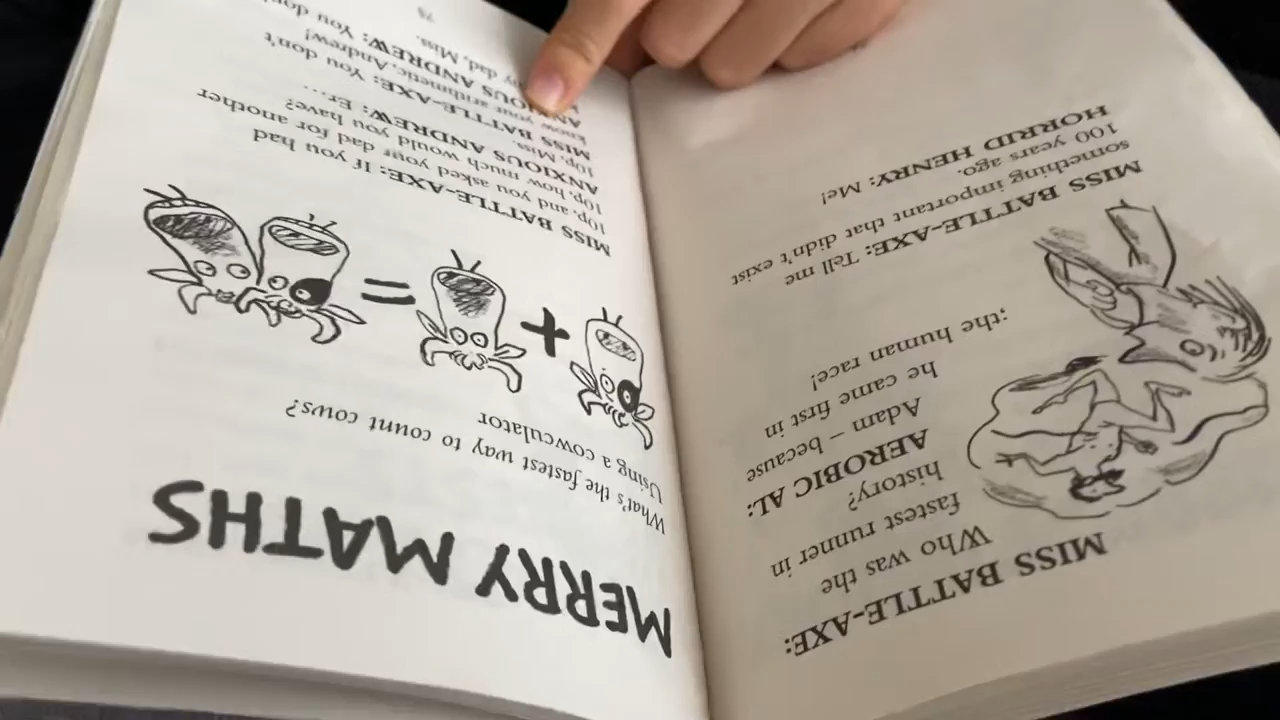 MISS BATTLE-AXE:
Who was the
fastest runner in
history?
AEROBIC AL:
Adam – because
he came first in
the human race!
MISS BATTLE-AXE: Tell me
something important that didn't exist
100 years ago.
HORRID HENRY: Me!
MERRY MATHS
What's the fastest way to count cows?
Using a cowculator
+ =
MISS BATTLE-AXE: If you had
10p, and you asked your dad for another
10p, how much would you have?
ANXIOUS ANDREW: Er…
10p, Miss.
MISS BATTLE-AXE: You don't
know your arithmetic, Andrew!
ANXIOUS ANDREW: You don't
my dad, Miss.